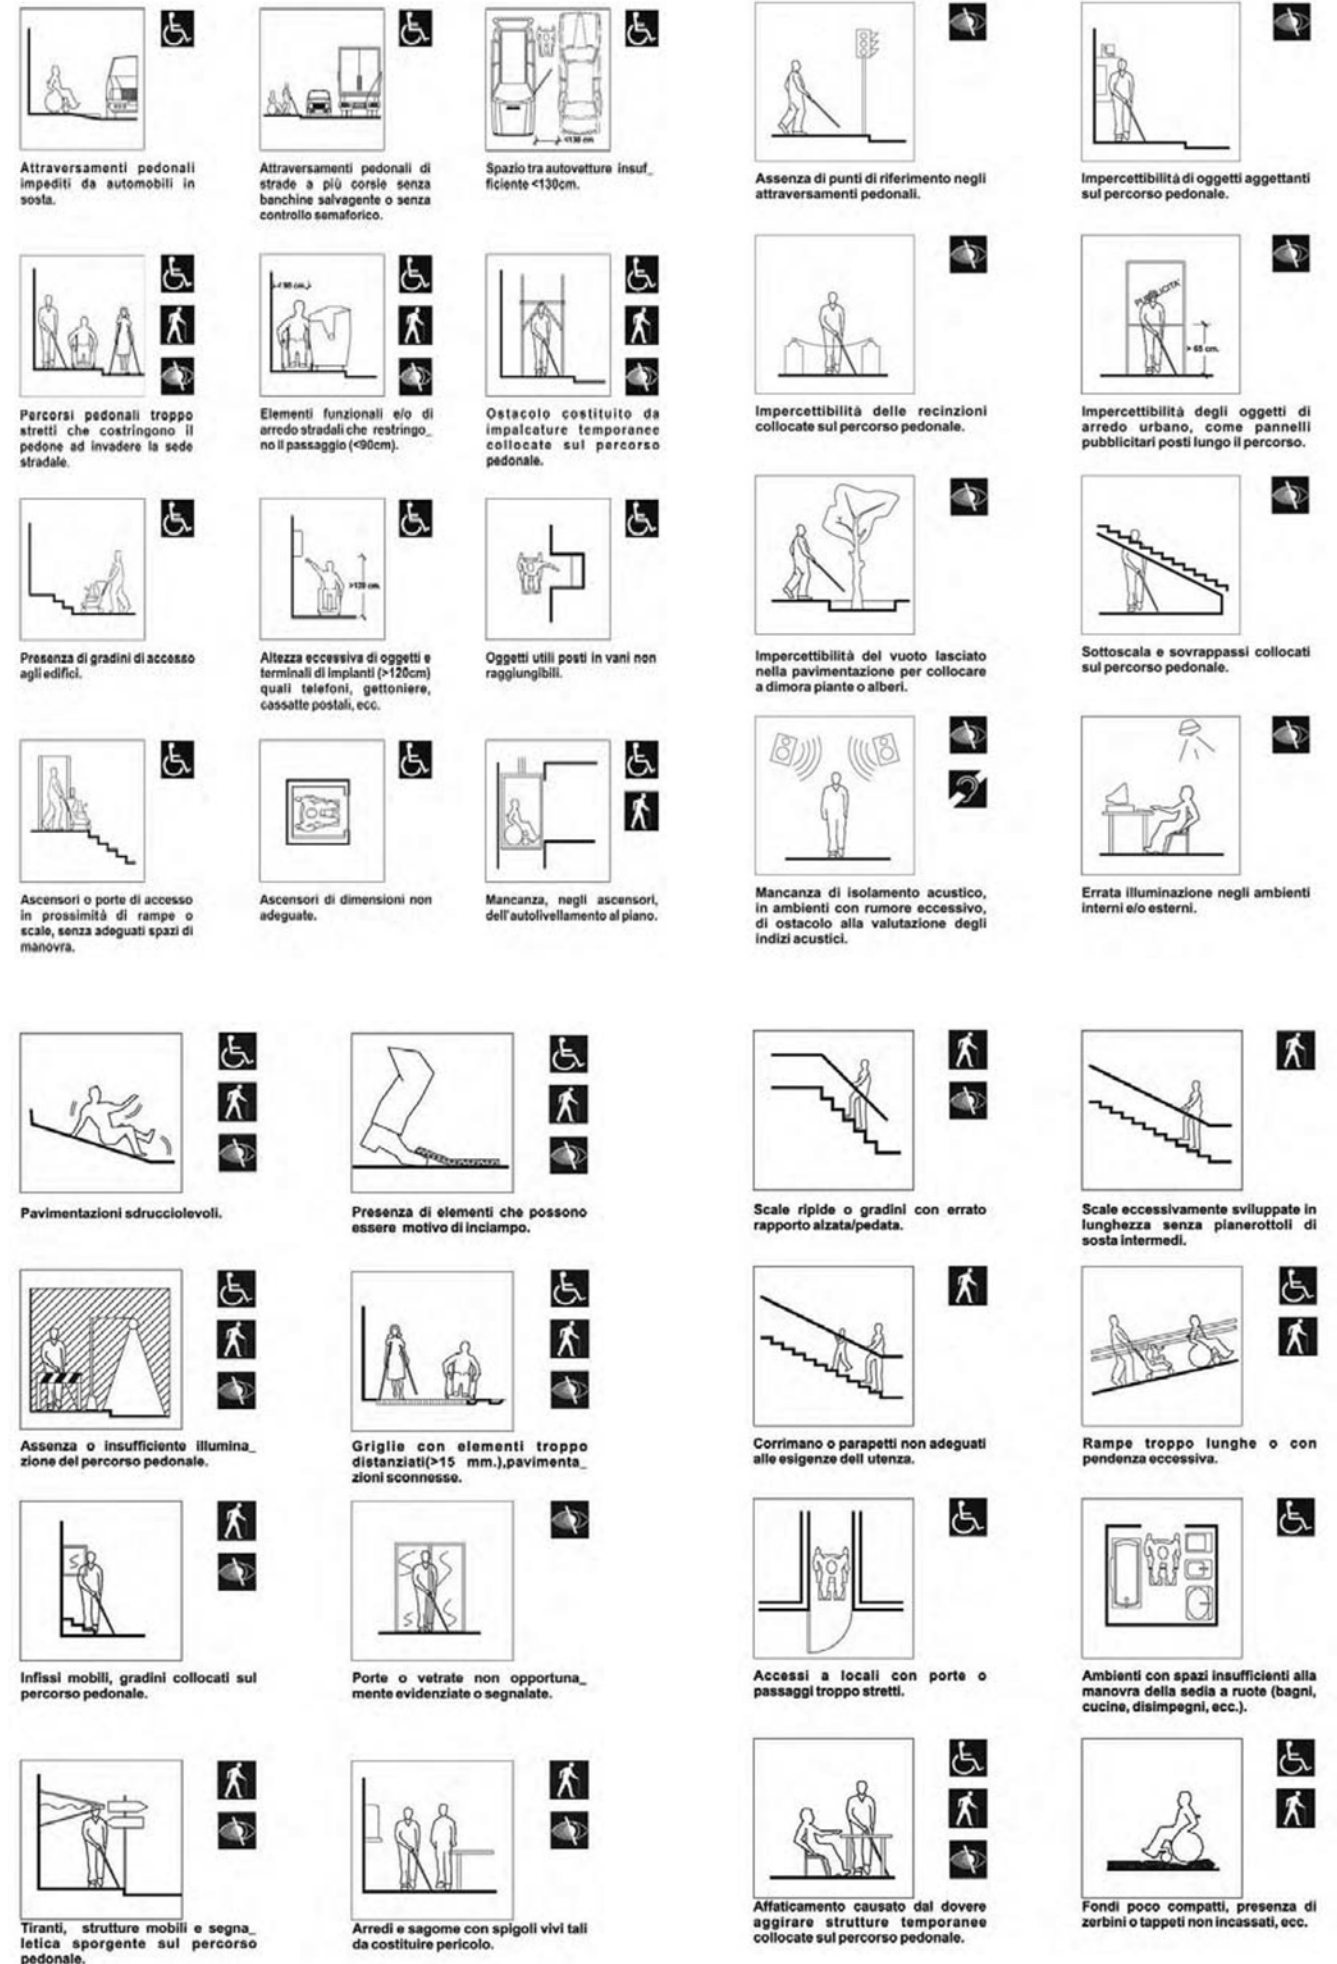 Attraversamenti pedonali
impediti da automobili in
sosta.
Attraversamenti pedonali di
strade a più corsie senza
banchine salvagente o senza
controllo semaforico.
<130 cm
Spazio tra autovetture insuf_
ficiente <130cm.
Assenza di punti di riferimento negli
attraversamenti pedonali.
Impercettibilità di oggetti aggettanti
sul percorso pedonale.
Percorsi pedonali troppo
stretti che costringono il
pedone ad invadere la sede
stradale.
< 90 cm.
Elementi funzionali e/o di
arredo stradali che restringo_
no il passaggio (<90cm).
Ostacolo costituito da
impalcature temporanee
collocate sul percorso
pedonale.
Impercettibilità delle recinzioni
collocate sul percorso pedonale.
PUBBLICITA'
> 65 cm.
Impercettibilità degli oggetti di
arredo urbano, come pannelli
pubblicitari posti lungo il percorso.
Presenza di gradini di accesso
agli edifici.
>120 cm.
Altezza eccessiva di oggetti e
terminali di impianti (>120cm)
quali telefoni, gettoniere,
cassatte postali, ecc.
Oggetti utili posti in vani non
raggiungibili.
Impercettibilità del vuoto lasciato
nella pavimentazione per collocare
a dimora piante o alberi.
Sottoscala e sovrappassi collocati
sul percorso pedonale.
Ascensori o porte di accesso
in prossimità di rampe o
scale, senza adeguati spazi di
manovra.
Ascensori di dimensioni non
adeguate.
Mancanza, negli ascensori,
dell'autolivellamento al piano.
Mancanza di isolamento acustico,
in ambienti con rumore eccessivo,
di ostacolo alla valutazione degli
indizi acustici.
Errata illuminazione negli ambienti
interni e/o esterni.
Pavimentazioni sdrucciolevoli.
Presenza di elementi che possono
essere motivo di inciampo.
Scale ripide o gradini con errato
rapporto alzata/pedata.
Scale eccessivamente sviluppate in
lunghezza senza pianerottoli di
sosta intermedi.
Assenza o insufficiente illumina_
zione del percorso pedonale.
Griglie con elementi troppo
distanziati(>15 mm.),pavimenta_
zioni sconnesse.
Corrimano o parapetti non adeguati
alle esigenze dell utenza.
Rampe troppo lunghe o con
pendenza eccessiva.
Infissi mobili, gradini collocati sul
percorso pedonale.
Porte o vetrate non opportuna_
mente evidenziate o segnalate.
Accessi a locali con porte o
passaggi troppo stretti.
Ambienti con spazi insufficienti alla
manovra della sedia a ruote (bagni,
cucine, disimpegni, ecc.).
Tiranti, strutture mobili e segna_
letica sporgente sul percorso
pedonale.
Arredi e sagome con spigoli vivi tali
da costituire pericolo.
Affaticamento causato dal dovere
aggirare strutture temporanee
collocate sul percorso pedonale.
Fondi poco compatti, presenza di
zerbini o tappeti non incassati, ecc.